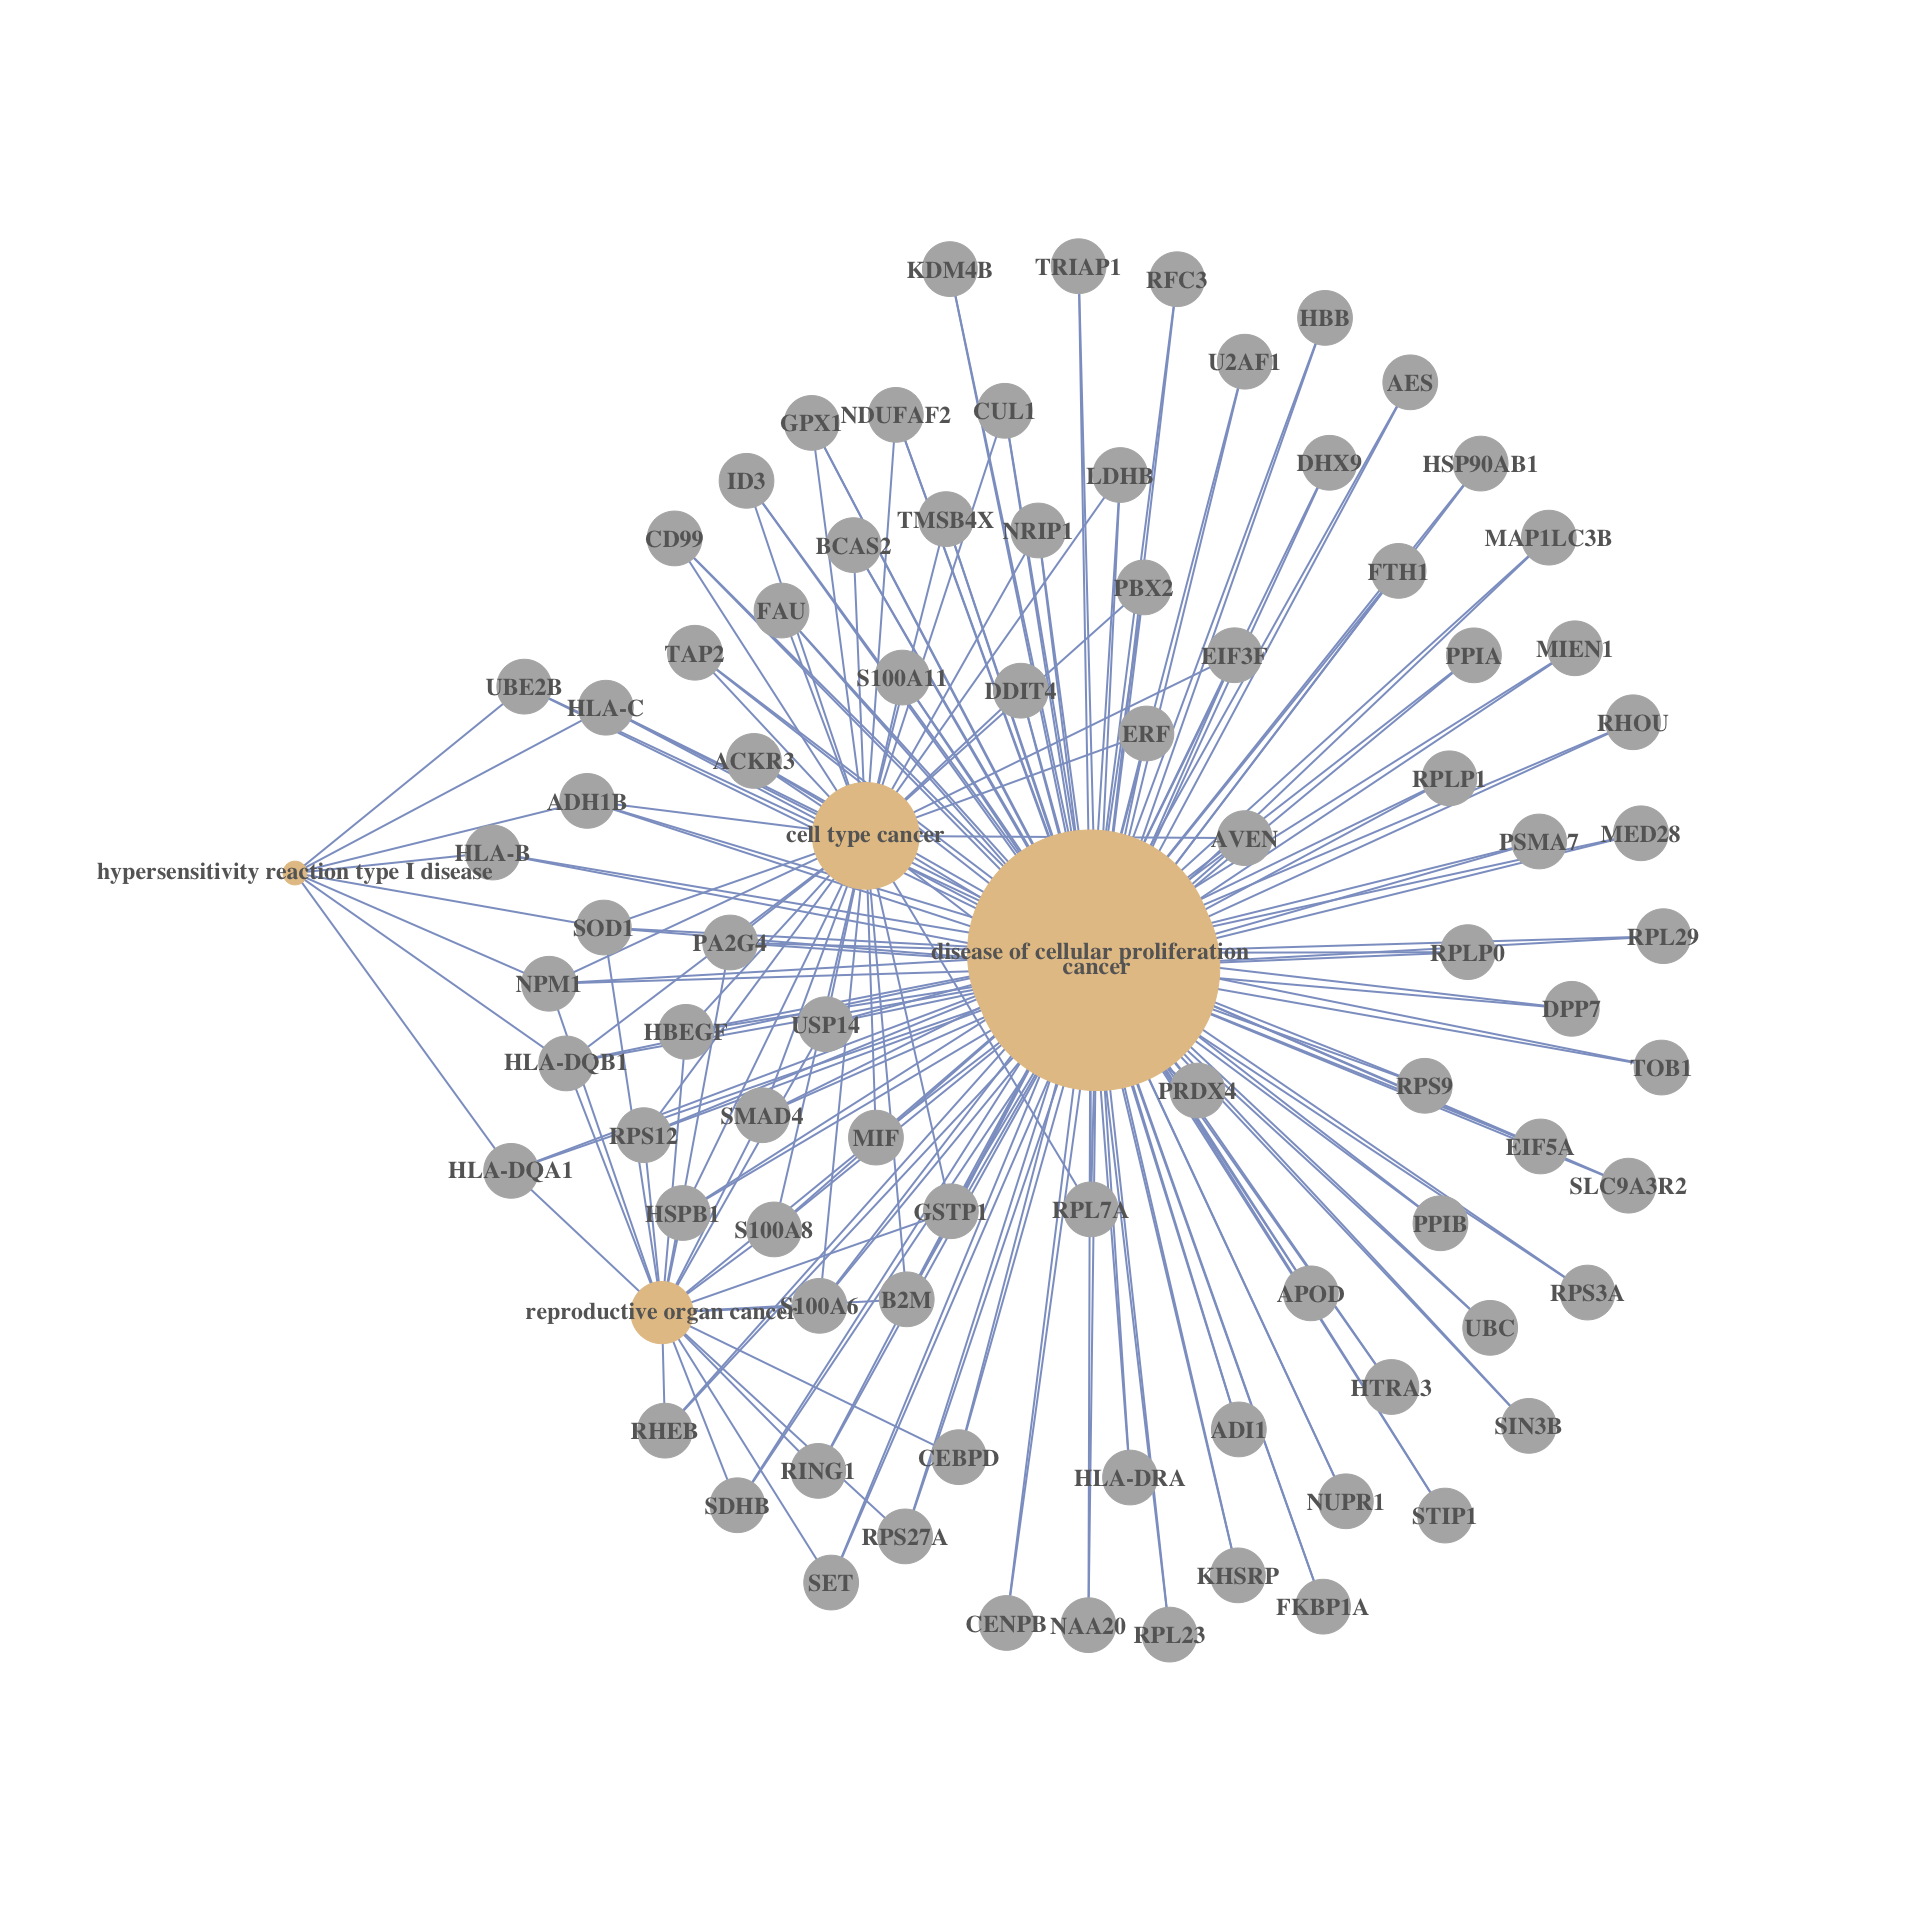 KDM4B
TRIAP1
RFC3
HBB
U2AF1
AES
GPX1
NDUFAF2
CUL1
DHX9
HSP90AB1
LDHB
ID3
TMSB4X
NRIP1
CD99
BCAS2
MAP1LC3B
FTH1
PBX2
FAU
TAP2
EIF3F
PPIA
MIEN1
UBE2B
HLA-C
S100A11
DDIT4
RHOU
ERF
ACKR3
RPLP1
ADH1B
cell type cancer
AVEN
PSMA7
MED28
HLA-B
hypersensitivity reaction type I disease
SOD1
PA2G4
RPL29
disease of cellular proliferation
RPLP0
cancer
NPM1
DPP7
HBEGF
USP14
HLA-DQB1
TOB1
RPS9
PRDX4
SMAD4
RPS12
MIF
EIF5A
HLA-DQA1
SLC9A3R2
HSPB1
S100A8
GSTP1
RPL7A
PPIB
APOD
RPS3A
reproductive organ cancer
S100A6
B2M
UBC
HTRA3
SIN3B
RHEB
ADI1
CEBPD
RING1
HLA-DRA
SDHB
NUPR1
STIP1
RPS27A
SET
KHSRP
FKBP1A
CENPB
NAA20
RPL23